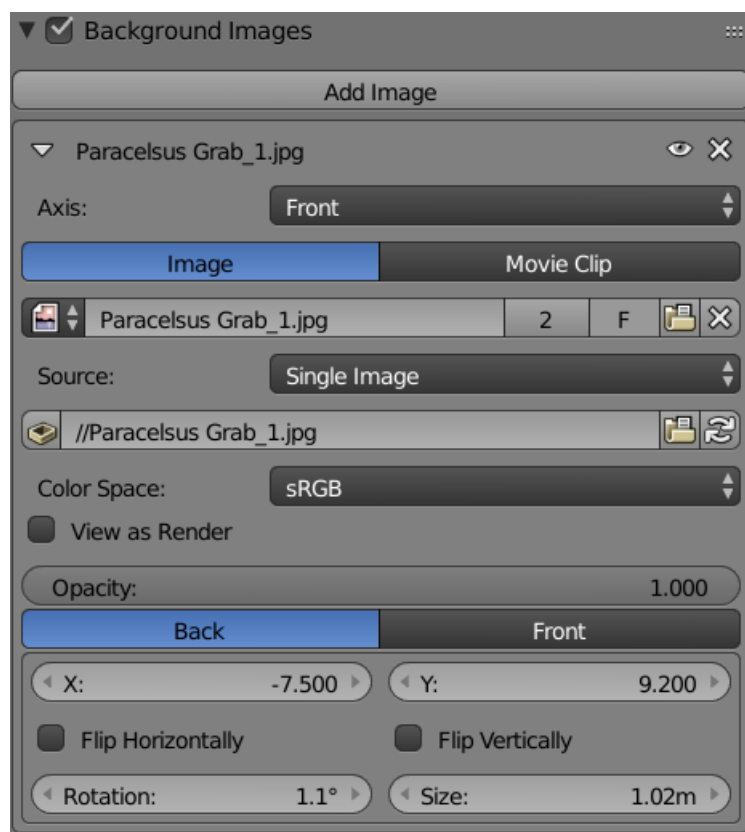 Background Images
Add Image
Paracelsus Grab_1.jpg
Axis: Front
Image Movie Clip
Paracelsus Grab_1.jpg 2 F
Source: Single Image
//Paracelsus Grab_1.jpg
Color Space: sRGB
View as Render
Opacity: 1.000
Back Front
X: -7.500 Y: 9.200
Flip Horizontally Flip Vertically
Rotation: 1.1° Size: 1.02m